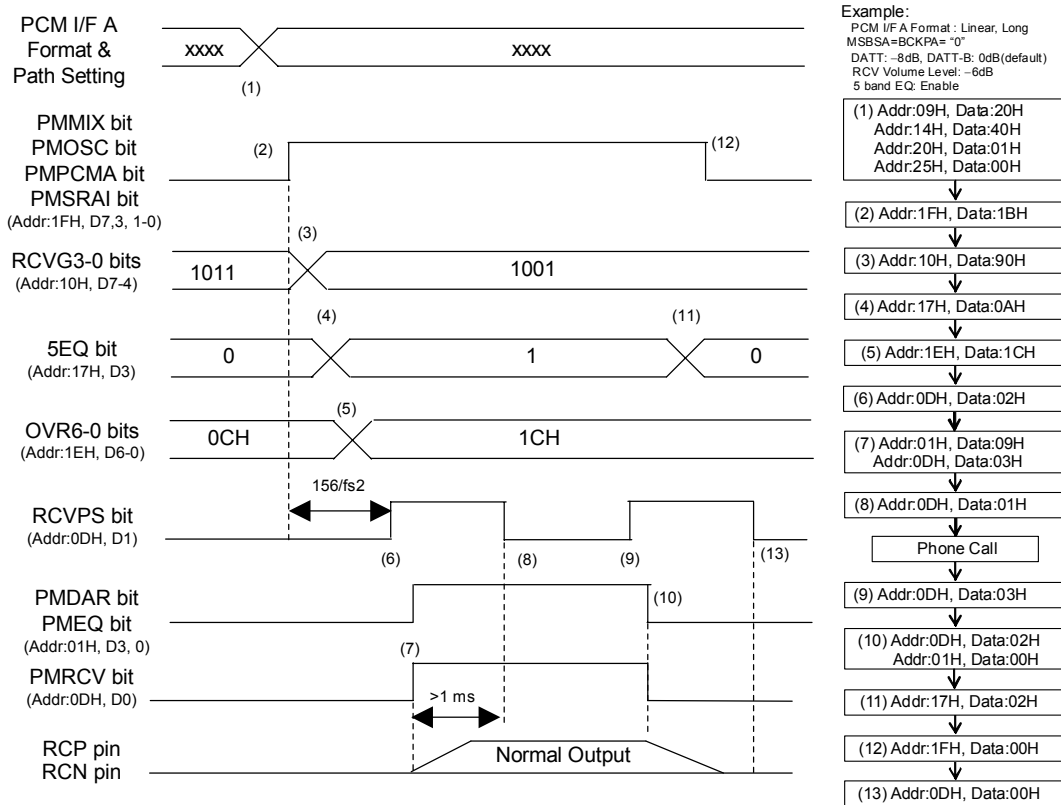 PCM I/F A
Format &
Path Setting
xxxx
xxxx
(1)
PMMIX bit
PMOSC bit
PMPCMA bit
PMSRAI bit
(Addr:1FH, D7,3, 1-0)
(2)
(12)
RCVG3-0 bits
(Addr:10H, D7-4)
1011
(3)
1001
5EQ bit
(Addr:17H, D3)
0
(4)
1
(11)
0
OVR6-0 bits
(Addr:1EH, D6-0)
0CH
(5)
1CH
156/fs2
RCVPS bit
(Addr:0DH, D1)
(6)
(8)
(9)
(13)
PMDAR bit
PMEQ bit
(Addr:01H, D3, 0)
(10)
(7)
PMRCV bit
(Addr:0DH, D0)
>1 ms
RCP pin
RCN pin
Normal Output
Example:
PCM I/F A Format : Linear, Long
MSBSA=BCKPA= “0”
DATT: −8dB, DATT-B: 0dB(default)
RCV Volume Level: −6dB
5 band EQ: Enable
(1) Addr:09H, Data:20H
Addr:14H, Data:40H
Addr:20H, Data:01H
Addr:25H, Data:00H
(2) Addr:1FH, Data:1BH
(3) Addr:10H, Data:90H
(4) Addr:17H, Data:0AH
(5) Addr:1EH, Data:1CH
(6) Addr:0DH, Data:02H
(7) Addr:01H, Data:09H
Addr:0DH, Data:03H
(8) Addr:0DH, Data:01H
Phone Call
(9) Addr:0DH, Data:03H
(10) Addr:0DH, Data:02H
Addr:01H, Data:00H
(11) Addr:17H, Data:02H
(12) Addr:1FH, Data:00H
(13) Addr:0DH, Data:00H